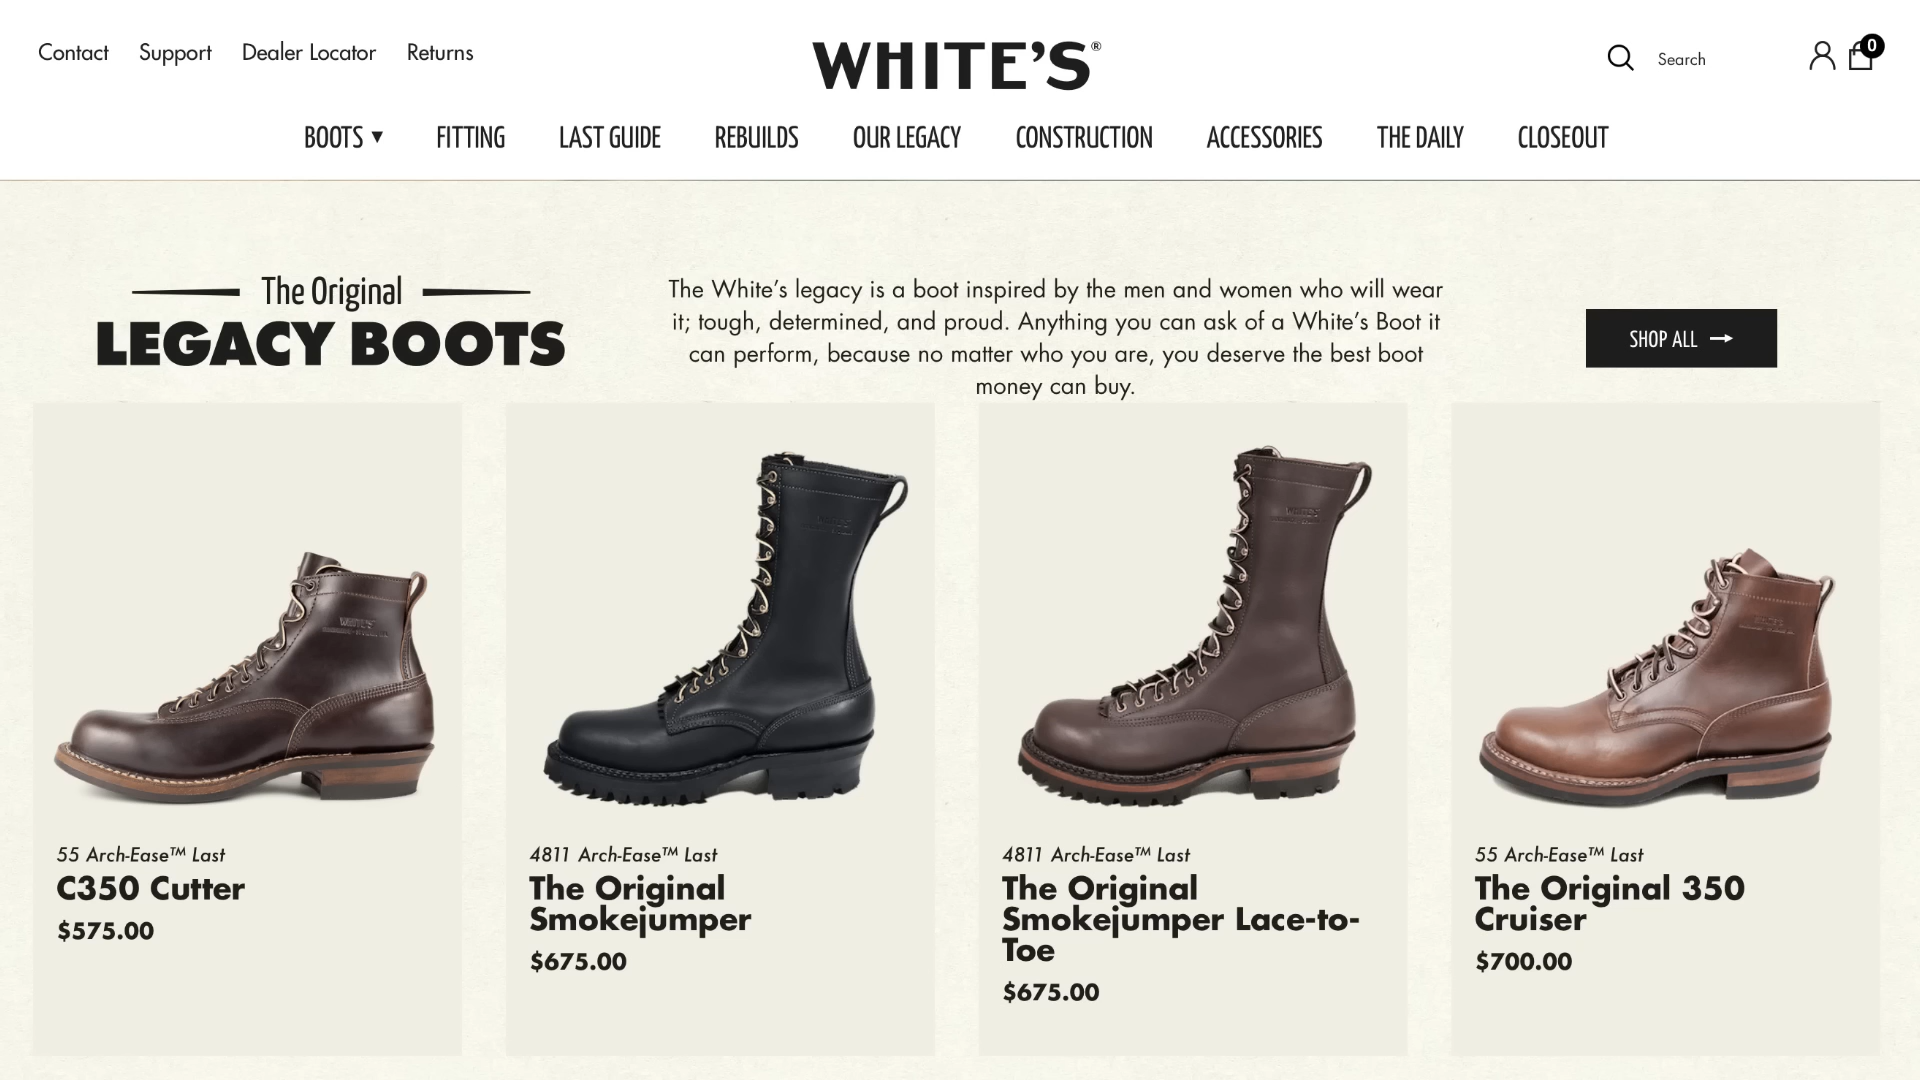 Contact Support Dealer Locator Returns
WHITE'S®
Search
0
BOOTS ▼ FITTING LAST GUIDE REBUILDS OUR LEGACY CONSTRUCTION ACCESSORIES THE DAILY CLOSEOUT
The Original
LEGACY BOOTS
The White's legacy is a boot inspired by the men and women who will wear
it; tough, determined, and proud. Anything you can ask of a White's Boot it
can perform, because no matter who you are, you deserve the best boot
money can buy.
SHOP ALL →
WHITE'S
55 Arch-Ease™ Last
C350 Cutter
$575.00
WHITE'S
4811 Arch-Ease™ Last
The Original
Smokejumper
$675.00
WHITE'S
4811 Arch-Ease™ Last
The Original
Smokejumper Lace-to-
Toe
$675.00
WHITE'S
55 Arch-Ease™ Last
The Original 350
Cruiser
$700.00